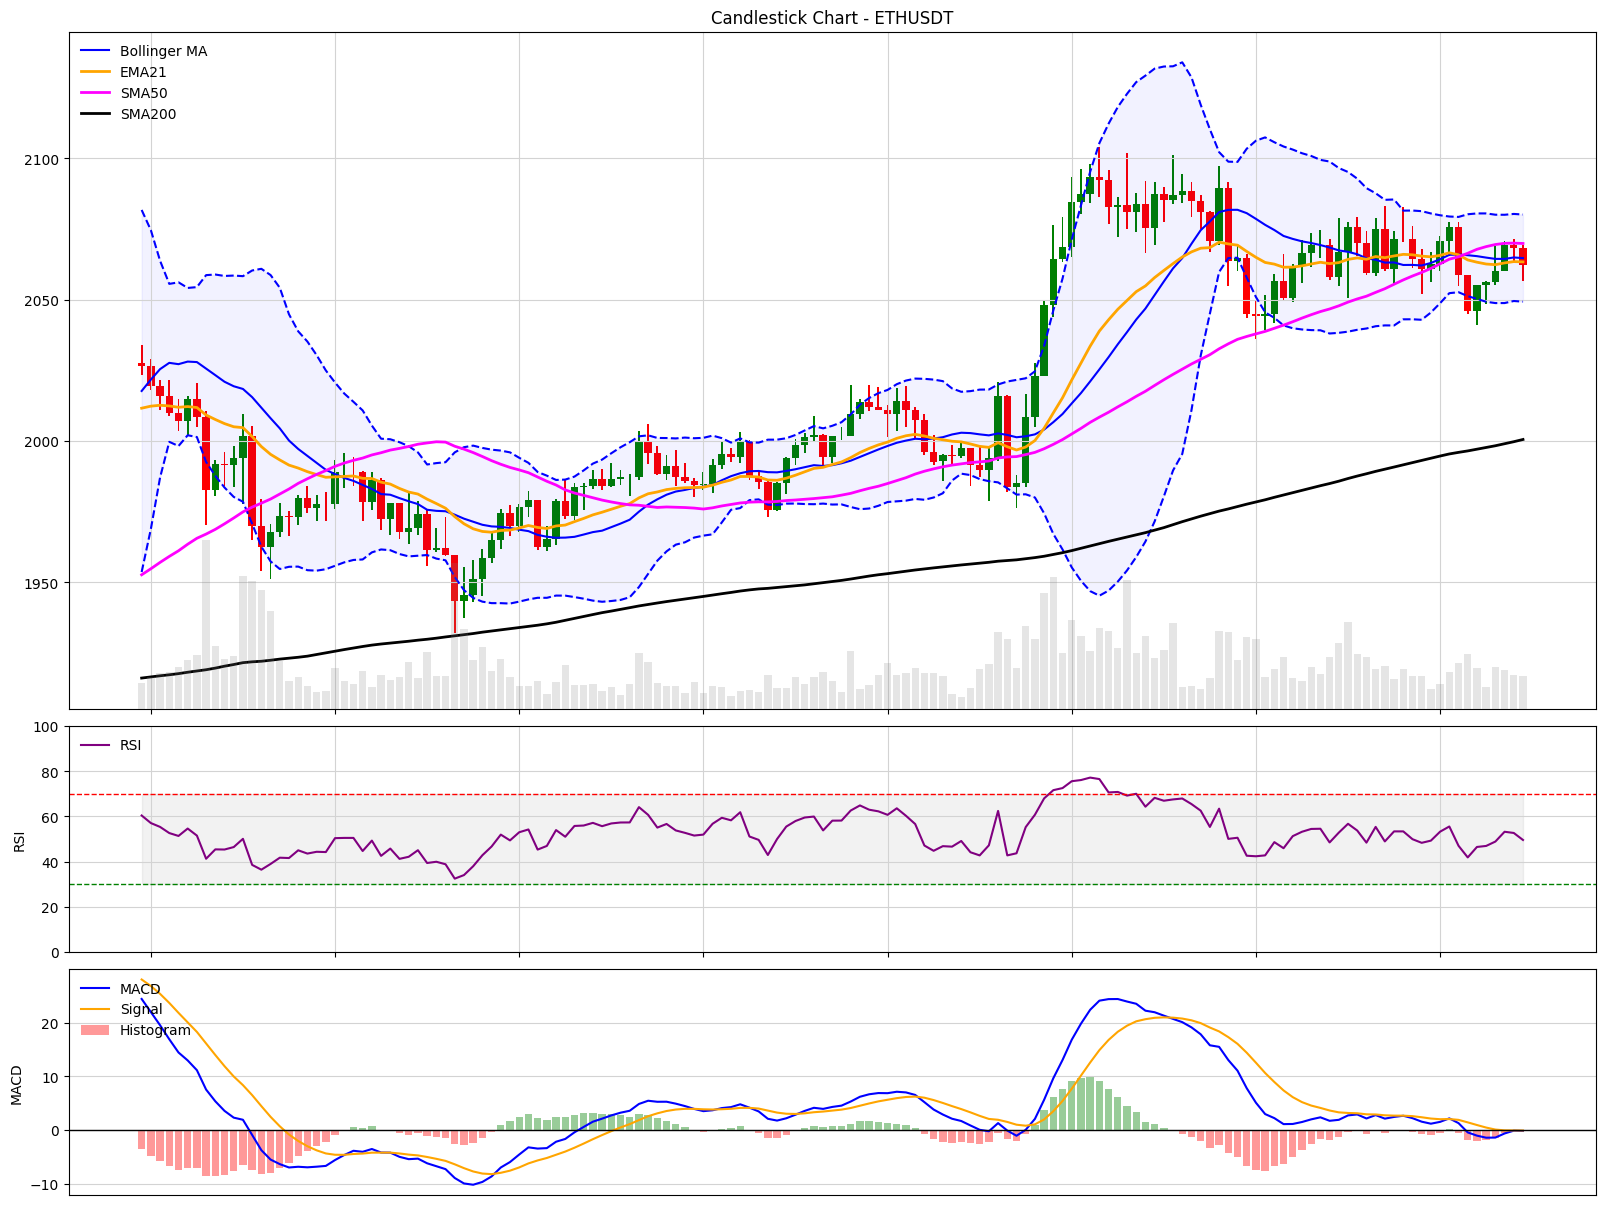 Candlestick Chart - ETHUSDT
Bollinger MA
EMA21
SMA50
SMA200
2100
2050
2000
1950
RSI
100
80
60
40
20
0
RSI
MACD
Signal
Histogram
20
10
0
−10
MACD